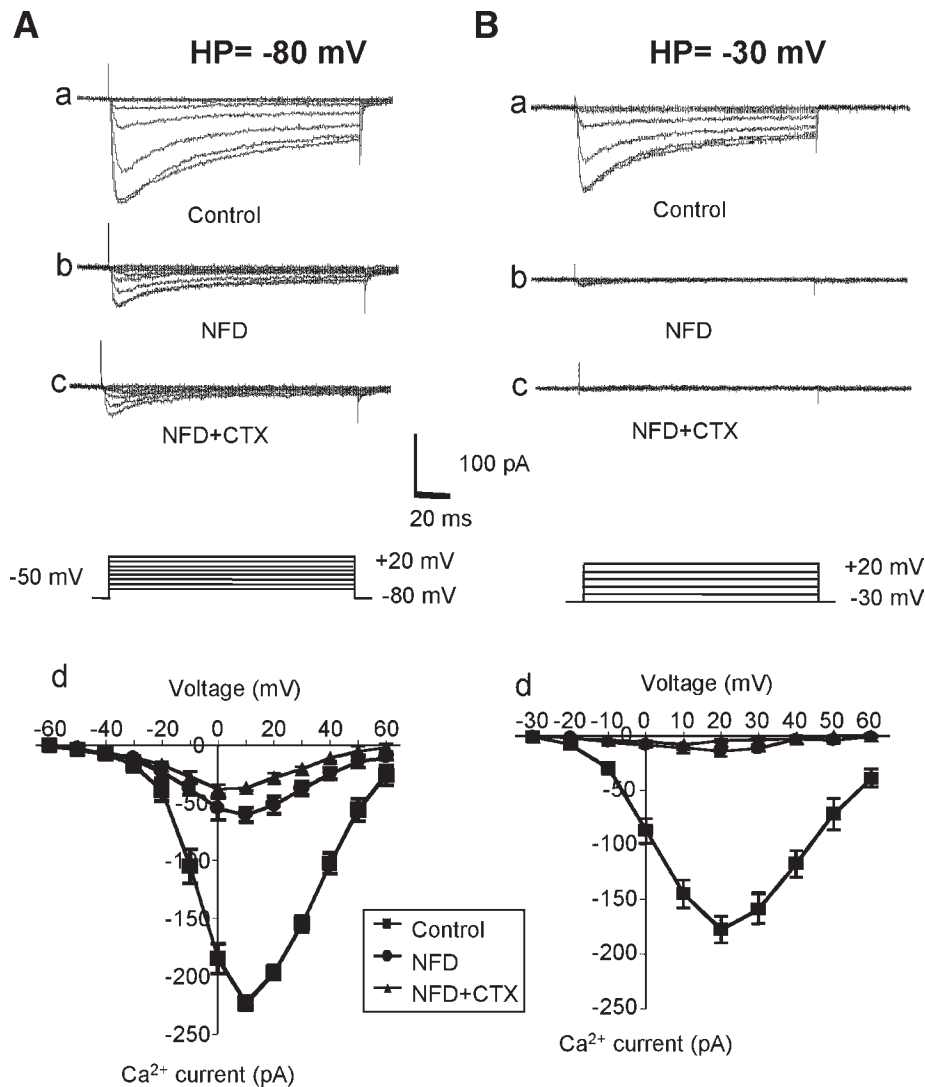 A
HP= -80 mV
a
Control
b
NFD
c
NFD+CTX
B
HP= -30 mV
a
Control
b
NFD
c
NFD+CTX
100 pA
20 ms
-50 mV
+20 mV
-80 mV
+20 mV
-30 mV
d
Voltage (mV)
-60 -40 -20 0 20 40 60
0
-50
-100
-150
-200
-250
Ca²⁺ current (pA)
Control
NFD
NFD+CTX
d
Voltage (mV)
-30 -20 -10 0 10 20 30 40 50 60
0
-50
-100
-150
-200
-250
Ca²⁺ current (pA)